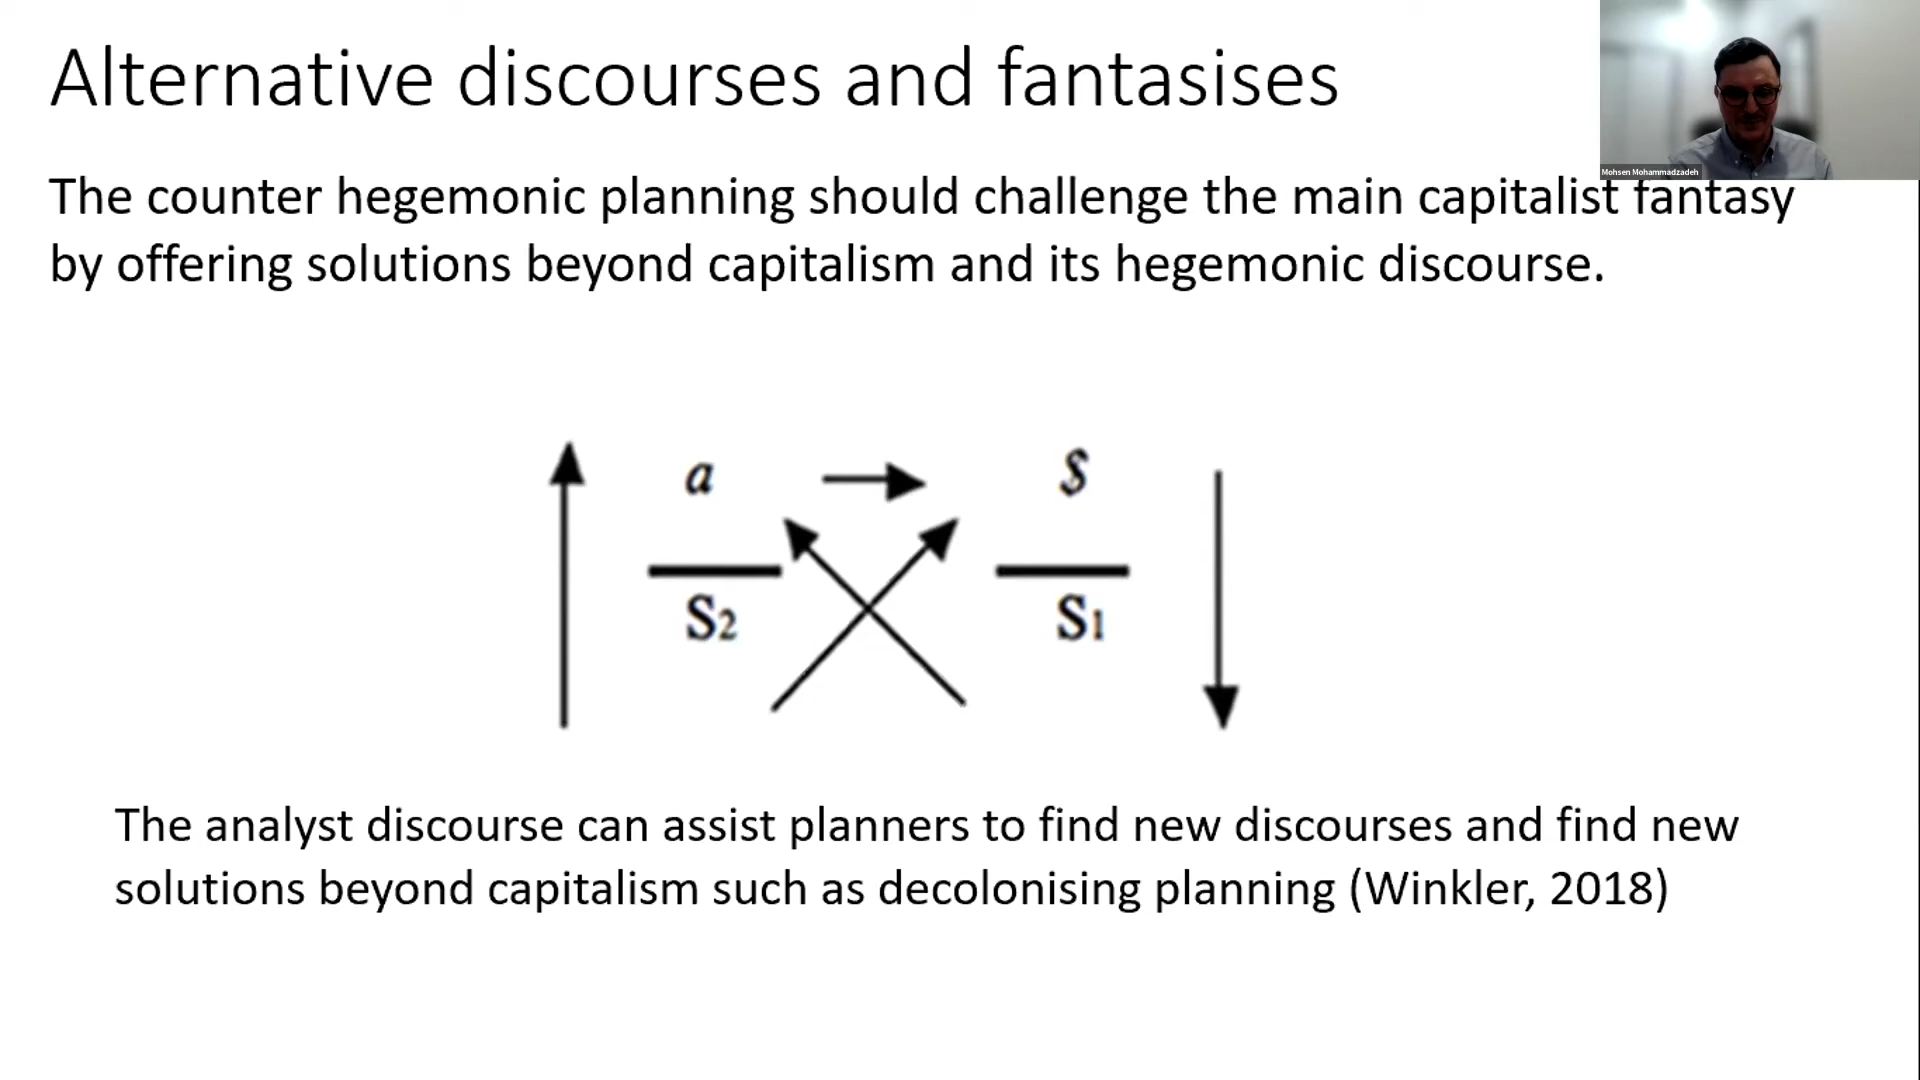 Alternative discourses and fantasises
Mohsen Mohammadzadeh
The counter hegemonic planning should challenge the main capitalist fantasy
by offering solutions beyond capitalism and its hegemonic discourse.
a $
S2 S1
The analyst discourse can assist planners to find new discourses and find new
solutions beyond capitalism such as decolonising planning (Winkler, 2018)